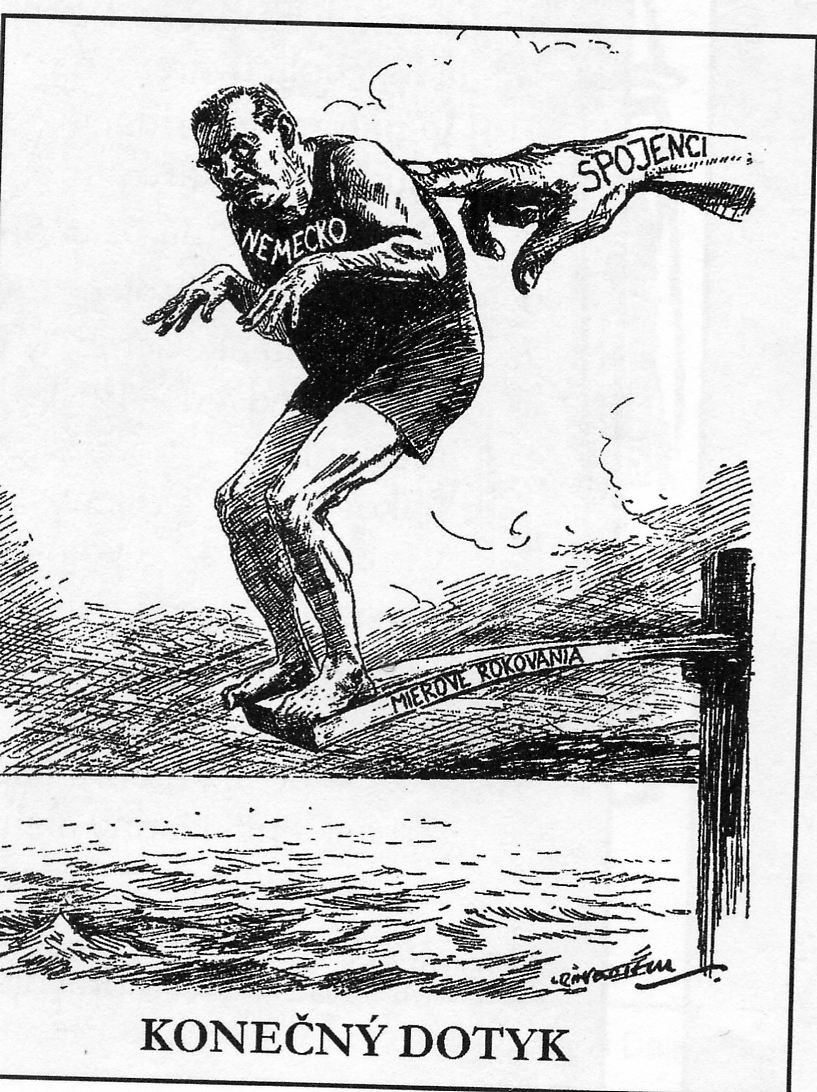 SPOJENCI
NEMECKO
MIEROVÉ ROKOVANIA
KONEČNÝ DOTYK